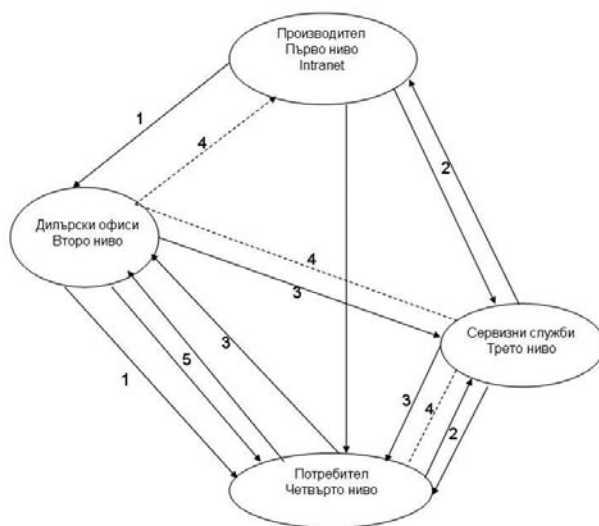 Производител
Първо ниво
Intranet
1
4
2
Дилърски офиси
Второ ниво
4
3
Сервизни служби
Трето ниво
3
5
1
3
4
2
Потребител
Четвърто ниво